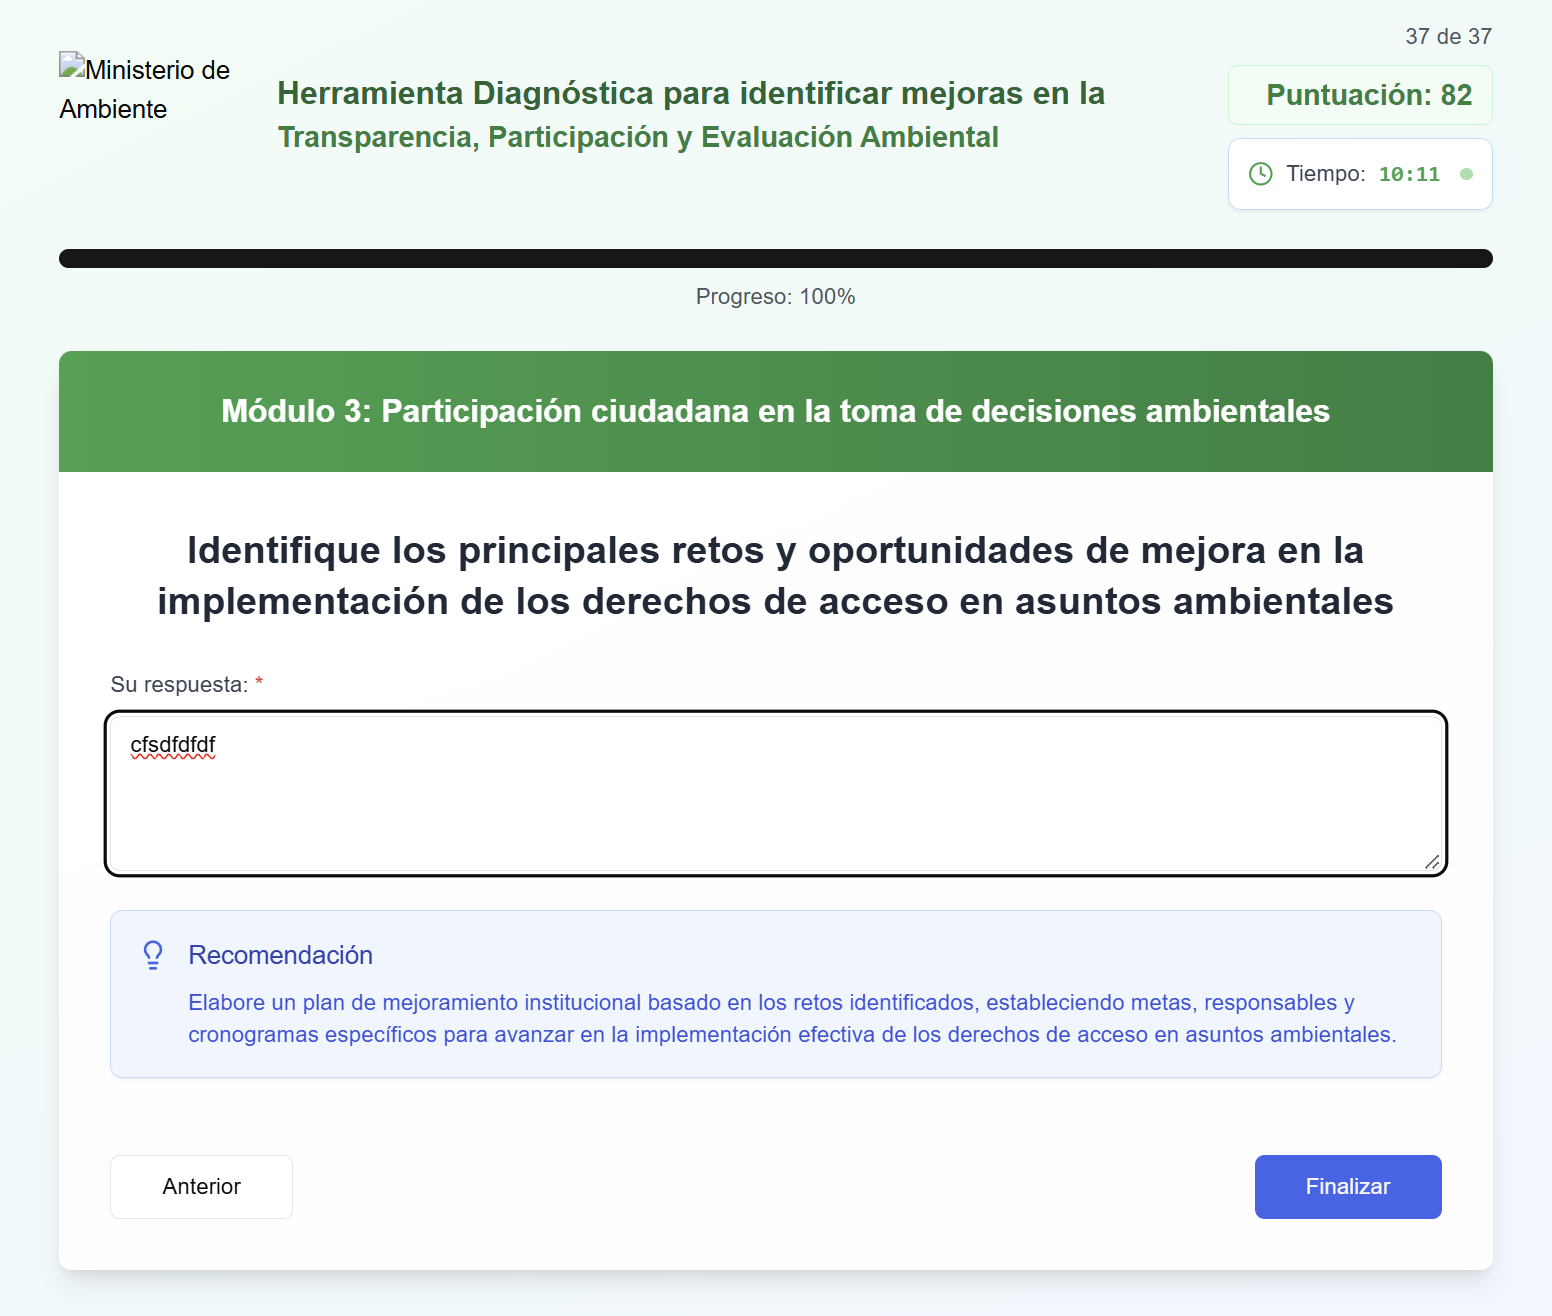 37 de 37
Ministerio de
Ambiente
Herramienta Diagnóstica para identificar mejoras en la
Transparencia, Participación y Evaluación Ambiental
Puntuación: 82
Tiempo: 10:11
Progreso: 100%
Módulo 3: Participación ciudadana en la toma de decisiones ambientales
Identifique los principales retos y oportunidades de mejora en la
implementación de los derechos de acceso en asuntos ambientales
Su respuesta: *
cfsdfdfdf
Recomendación
Elabore un plan de mejoramiento institucional basado en los retos identificados, estableciendo metas, responsables y
cronogramas específicos para avanzar en la implementación efectiva de los derechos de acceso en asuntos ambientales.
Anterior
Finalizar